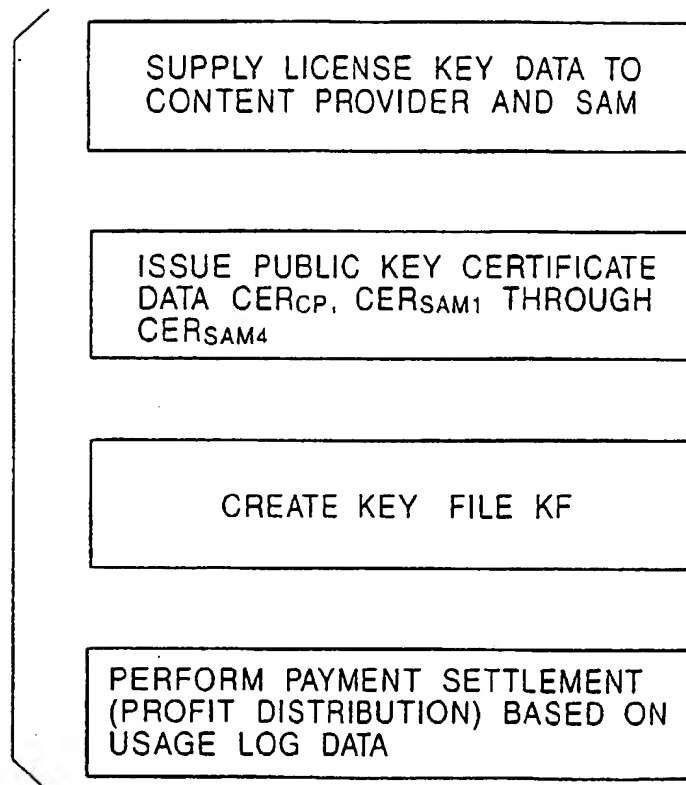 SUPPLY LICENSE KEY DATA TO
CONTENT PROVIDER AND SAM
ISSUE PUBLIC KEY CERTIFICATE
DATA CERCP, CERSAM1 THROUGH
CERSAM4
CREATE KEY FILE KF
PERFORM PAYMENT SETTLEMENT
(PROFIT DISTRIBUTION) BASED ON
USAGE LOG DATA